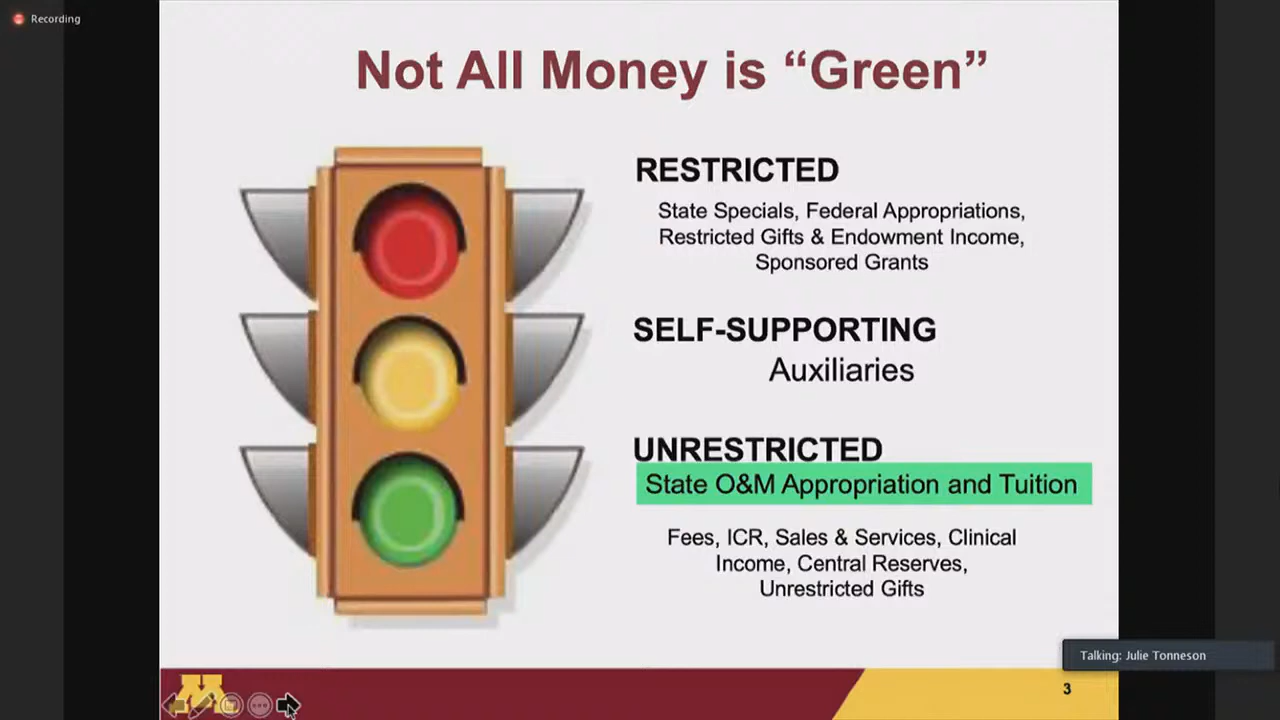 Recording
Not All Money is “Green”
RESTRICTED
State Specials, Federal Appropriations,
Restricted Gifts & Endowment Income,
Sponsored Grants
SELF-SUPPORTING
Auxiliaries
UNRESTRICTED
State O&M Appropriation and Tuition
Fees, ICR, Sales & Services, Clinical
Income, Central Reserves,
Unrestricted Gifts
Talking: Julie Tonneson
M
3